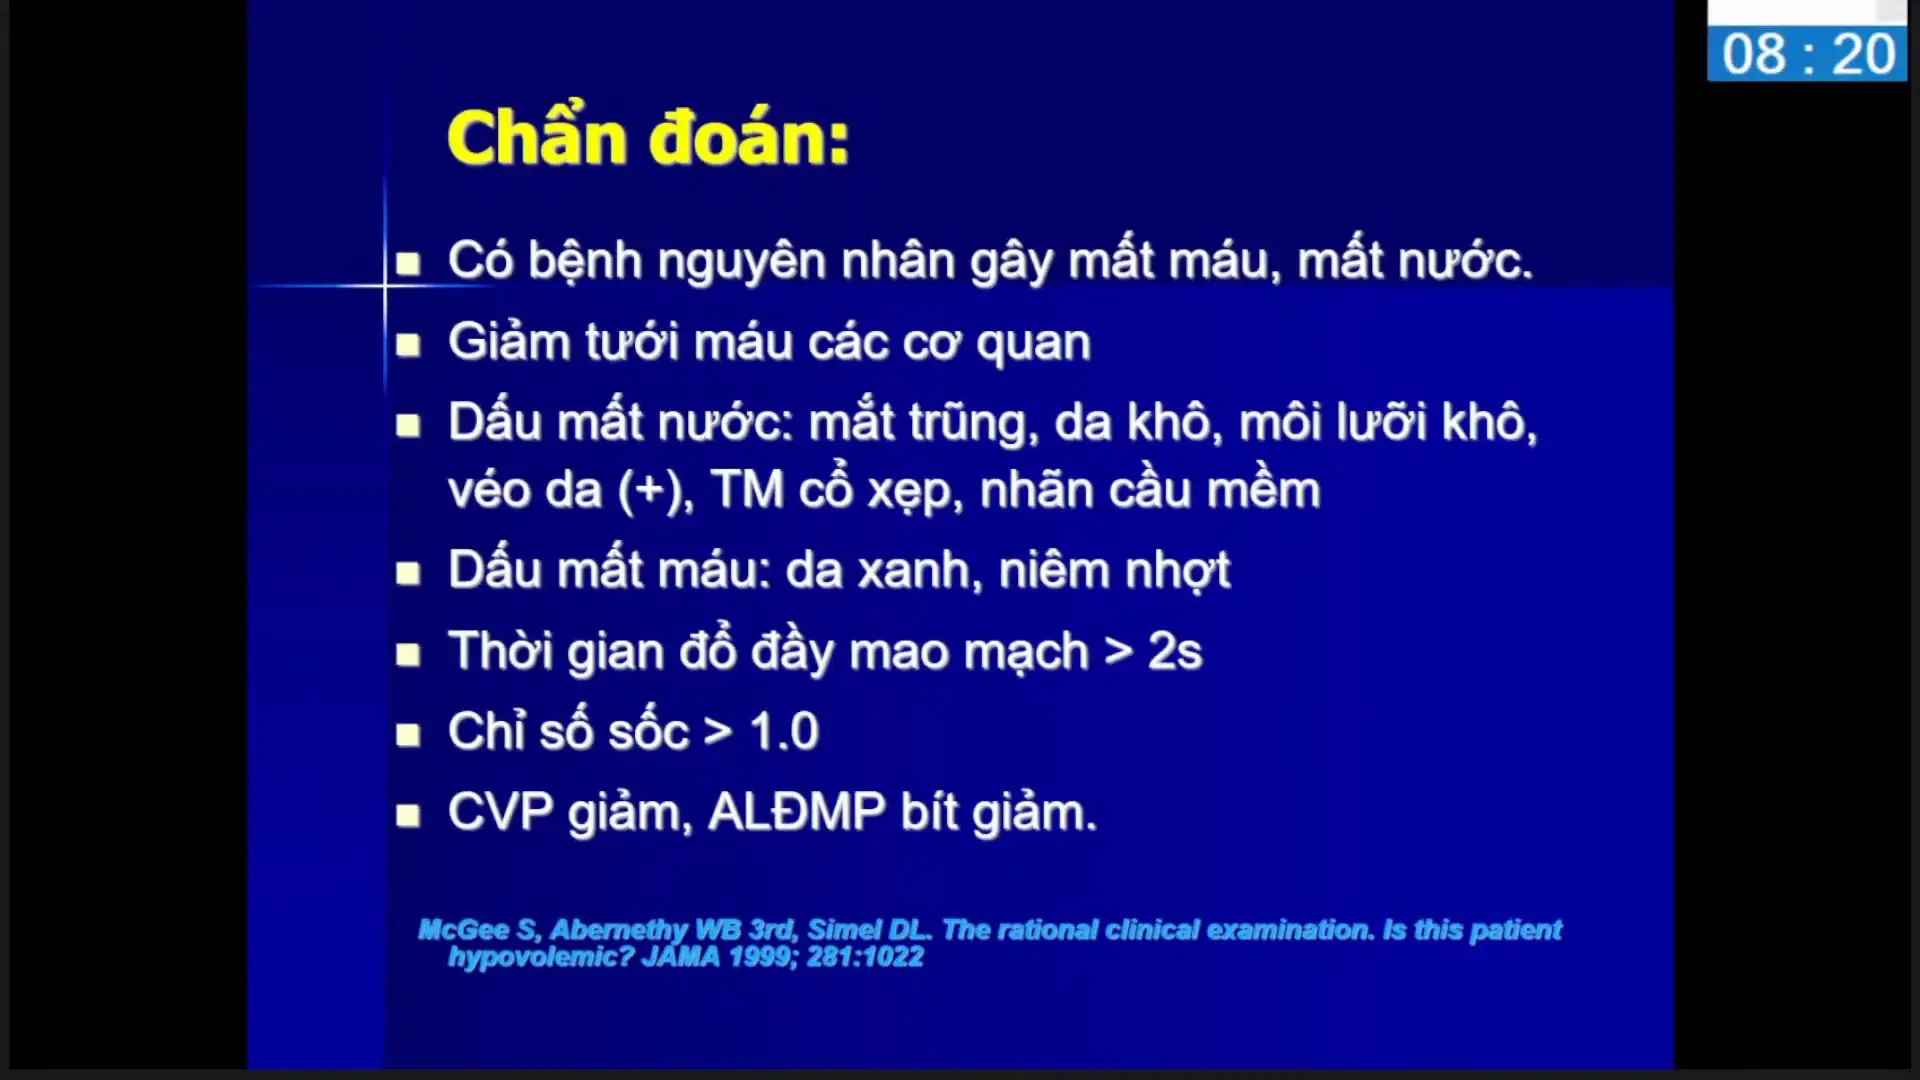 08 : 20
Chẩn đoán:
Có bệnh nguyên nhân gây mất máu, mất nước.
Giảm tưới máu các cơ quan
Dấu mất nước: mắt trũng, da khô, môi lưỡi khô,
véo da (+), TM cổ xẹp, nhãn cầu mềm
Dấu mất máu: da xanh, niêm nhợt
Thời gian đổ đầy mao mạch > 2s
Chỉ số sốc > 1.0
CVP giảm, ALĐMP bít giảm.
McGee S, Abernethy WB 3rd, Simel DL. The rational clinical examination. Is this patient
hypovolemic? JAMA 1999; 281:1022